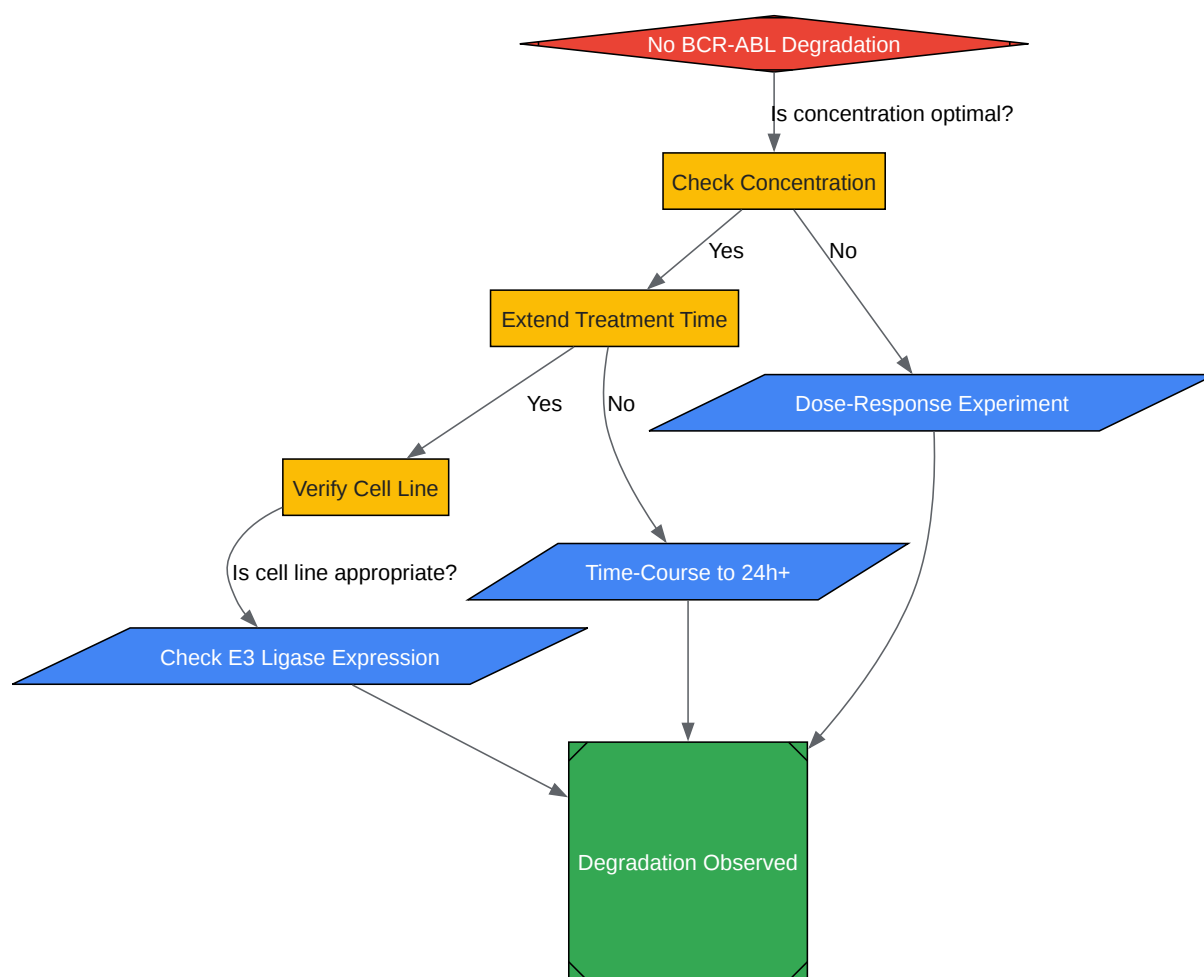 No BCR-ABL Degradation
Is concentration optimal?
Check Concentration
Yes
No
Extend Treatment Time
Yes
No
Dose-Response Experiment
Verify Cell Line
Is cell line appropriate?
Time-Course to 24h+
Check E3 Ligase Expression
Degradation Observed